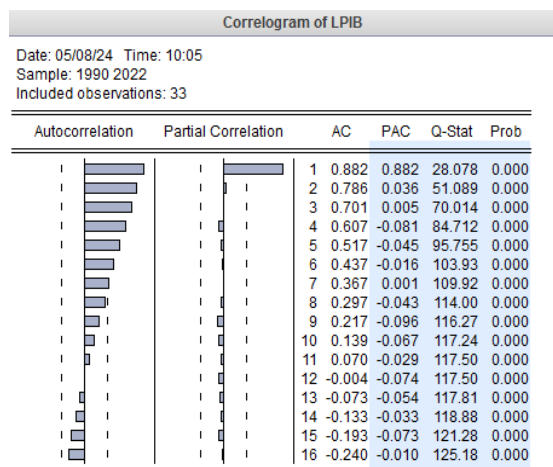 Correlogram of LPIB
Date: 05/08/24 Time: 10:05
Sample: 1990 2022
Included observations: 33
Autocorrelation Partial Correlation AC PAC Q-Stat Prob
1 0.882 0.882 28.078 0.000
2 0.786 0.036 51.089 0.000
3 0.701 0.005 70.014 0.000
4 0.607 -0.081 84.712 0.000
5 0.517 -0.045 95.755 0.000
6 0.437 -0.016 103.93 0.000
7 0.367 0.001 109.92 0.000
8 0.297 -0.043 114.00 0.000
9 0.217 -0.096 116.27 0.000
10 0.139 -0.067 117.24 0.000
11 0.070 -0.029 117.50 0.000
12 -0.004 -0.074 117.50 0.000
13 -0.073 -0.054 117.81 0.000
14 -0.133 -0.033 118.88 0.000
15 -0.193 -0.073 121.28 0.000
16 -0.240 -0.010 125.18 0.000